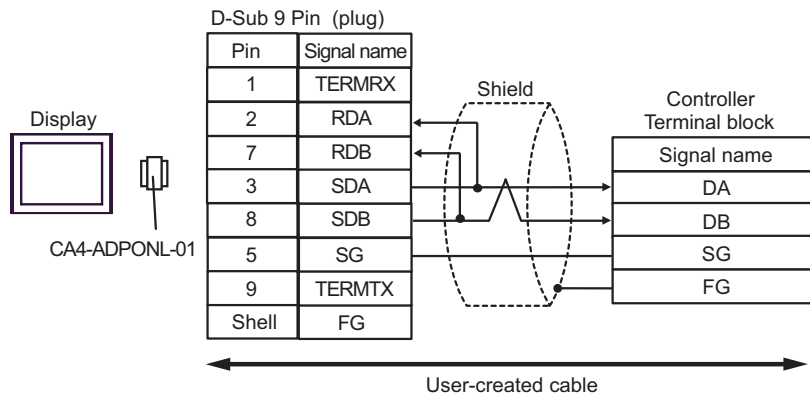 D-Sub 9 Pin (plug)
Pin Signal name
1 TERMRX
2 RDA
7 RDB
3 SDA
8 SDB
5 SG
9 TERMTX
Shell FG
Display
CA4-ADPONL-01
Shield
Controller
Terminal block
Signal name
DA
DB
SG
FG
User-created cable